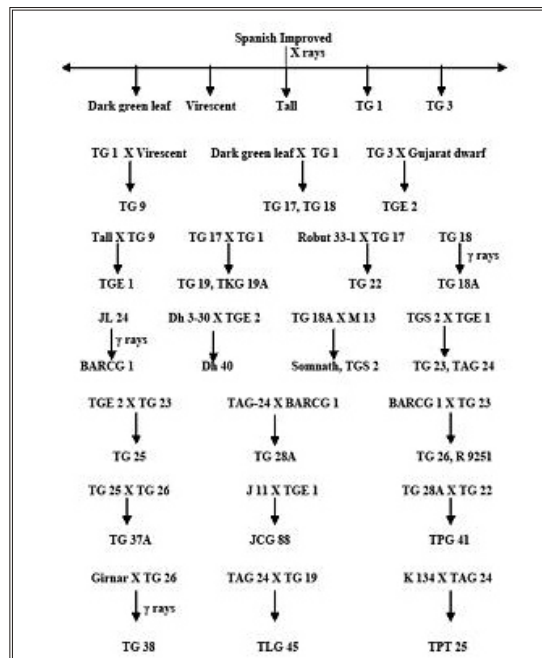 Spanish Improved
X rays
Dark green leaf Virescent Tall TG 1 TG 3
TG 1 X Virescent Dark green leaf X TG 1 TG 3 X Gujarat dwarf
TG 9 TG 17, TG 18 TGE 2
Tall X TG 9 TG 17 X TG 1 Robut 33-1 X TG 17 TG 18
γ rays
TGE 1 TG 19, TKG 19A TG 22 TG 18A
JL 24 Dh 3-30 X TGE 2 TG 18A X M 13 TGS 2 X TGE 1
γ rays
BARCG 1 Dh 40 Somnath, TGS 2 TG 23, TAG 24
TGE 2 X TG 23 TAG-24 X BARCG 1 BARCG 1 X TG 23
TG 25 TG 28A TG 26, R 9251
TG 25 X TG 26 J 11 X TGE 1 TG 28A X TG 22
TG 37A JCG 88 TPG 41
Girnar X TG 26 TAG 24 X TG 19 K 134 X TAG 24
γ rays
TG 38 TLG 45 TPT 25